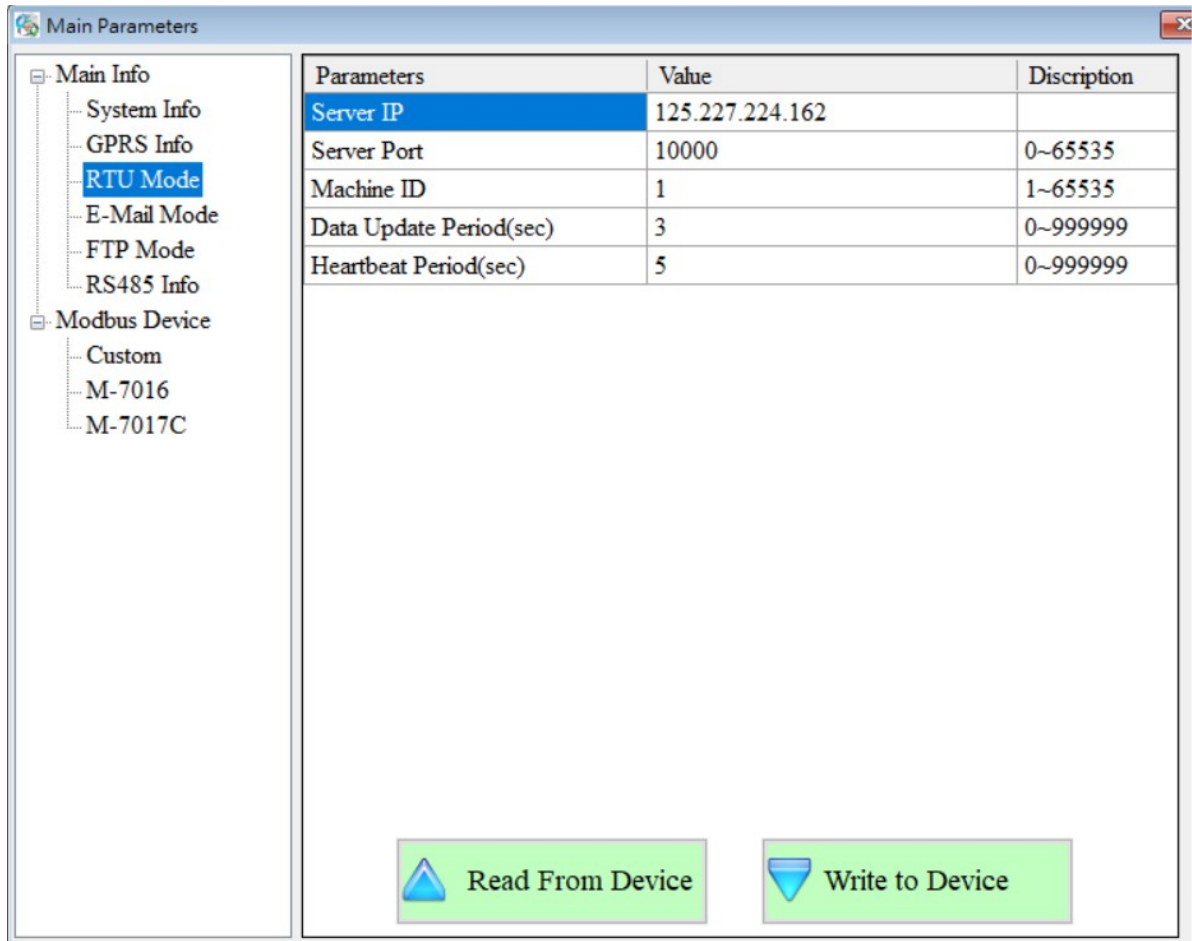 Main Parameters
Main Info
System Info
GPRS Info
RTU Mode
E-Mail Mode
FTP Mode
RS485 Info
Modbus Device
Custom
M-7016
M-7017C
Parameters Value Discription
Server IP 125.227.224.162
Server Port 10000 0~65535
Machine ID 1 1~65535
Data Update Period(sec) 3 0~999999
Heartbeat Period(sec) 5 0~999999
Read From Device Write to Device